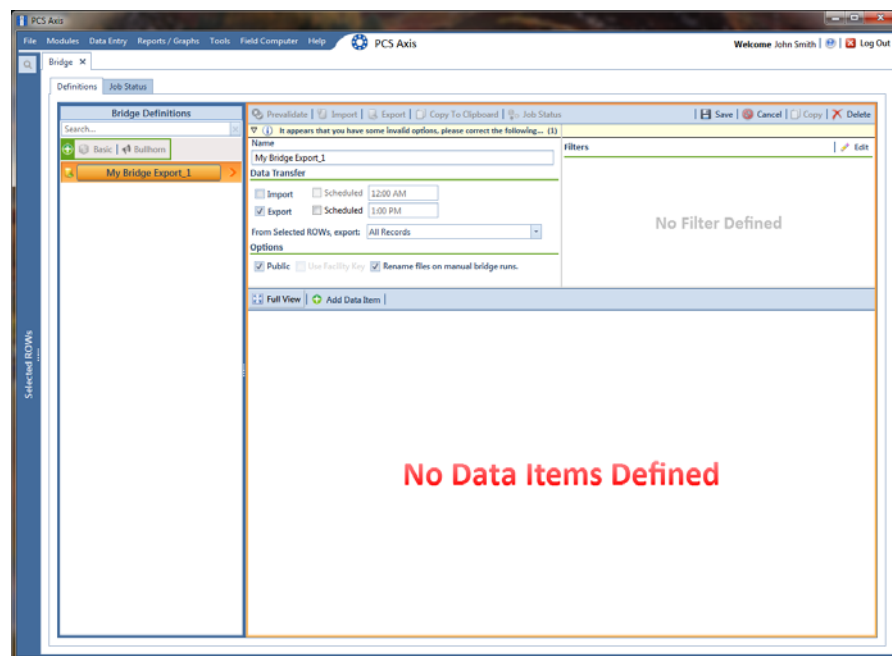 PCS Axis
File Modules Data Entry Reports / Graphs Tools Field Computer Help PCS Axis Welcome John Smith | Log Out
Bridge X
Definitions Job Status
Bridge Definitions
Search...
Basic | Bullhorn
My Bridge Export_1
Prevalidate | Import | Export | Copy To Clipboard | Job Status | Save | Cancel | Copy | Delete
It appears that you have some invalid options, please correct the following... (1)
Name
My Bridge Export_1
Data Transfer
Import Scheduled 12:00 AM
Export Scheduled 1:00 PM
From Selected ROWs, export: All Records
Options
Public Use Facility Key Rename files on manual bridge runs.
Filters | Edit
No Filter Defined
Full View | Add Data Item |
No Data Items Defined
Selected ROWs